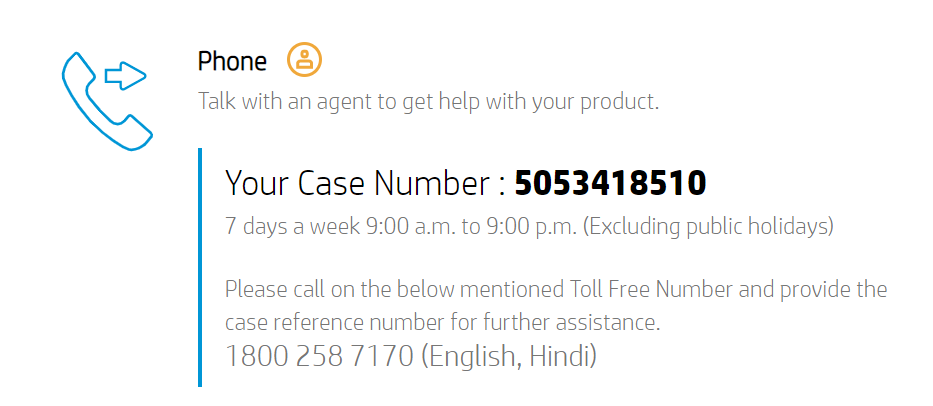 Phone
Talk with an agent to get help with your product.
Your Case Number : 5053418510
7 days a week 9:00 a.m. to 9:00 p.m. (Excluding public holidays)
Please call on the below mentioned Toll Free Number and provide the
case reference number for further assistance.
1800 258 7170 (English, Hindi)